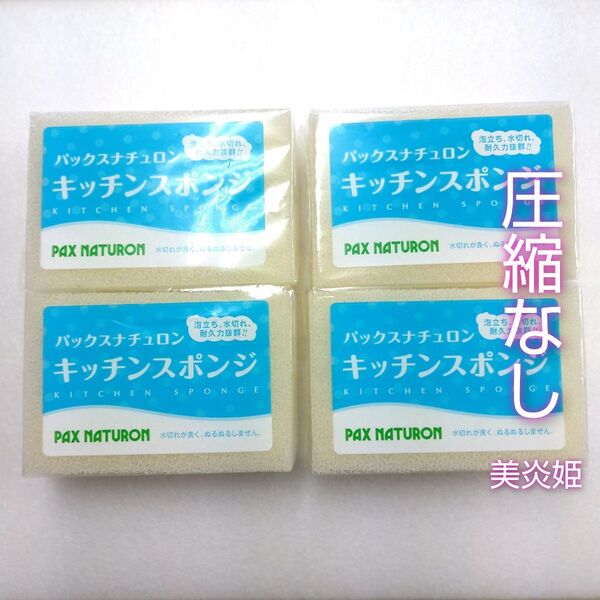 泡立ち、水切れ、
耐久力抜群!!
パックスナチュロン
キッチンスポンジ
KITCHEN SPONGE
PAX NATURON
水切れが良く、ぬるぬるしません。
泡立ち、水切れ、
耐久力抜群!!
パックスナチュロン
キッチンスポンジ
KITCHEN SPONGE
PAX NATURON
水切れが良く、ぬるぬるしません。
泡立ち、水切れ、
耐久力抜群!!
パックスナチュロン
キッチンスポンジ
KITCHEN SPONGE
PAX NATURON
水切れが良く、ぬるぬるしません。
泡立ち、水切れ、
耐久力抜群!!
パックスナチュロン
キッチンスポンジ
KITCHEN SPONGE
PAX NATURON
水切れが良く、ぬるぬるしません。
圧縮なし
美炎姫